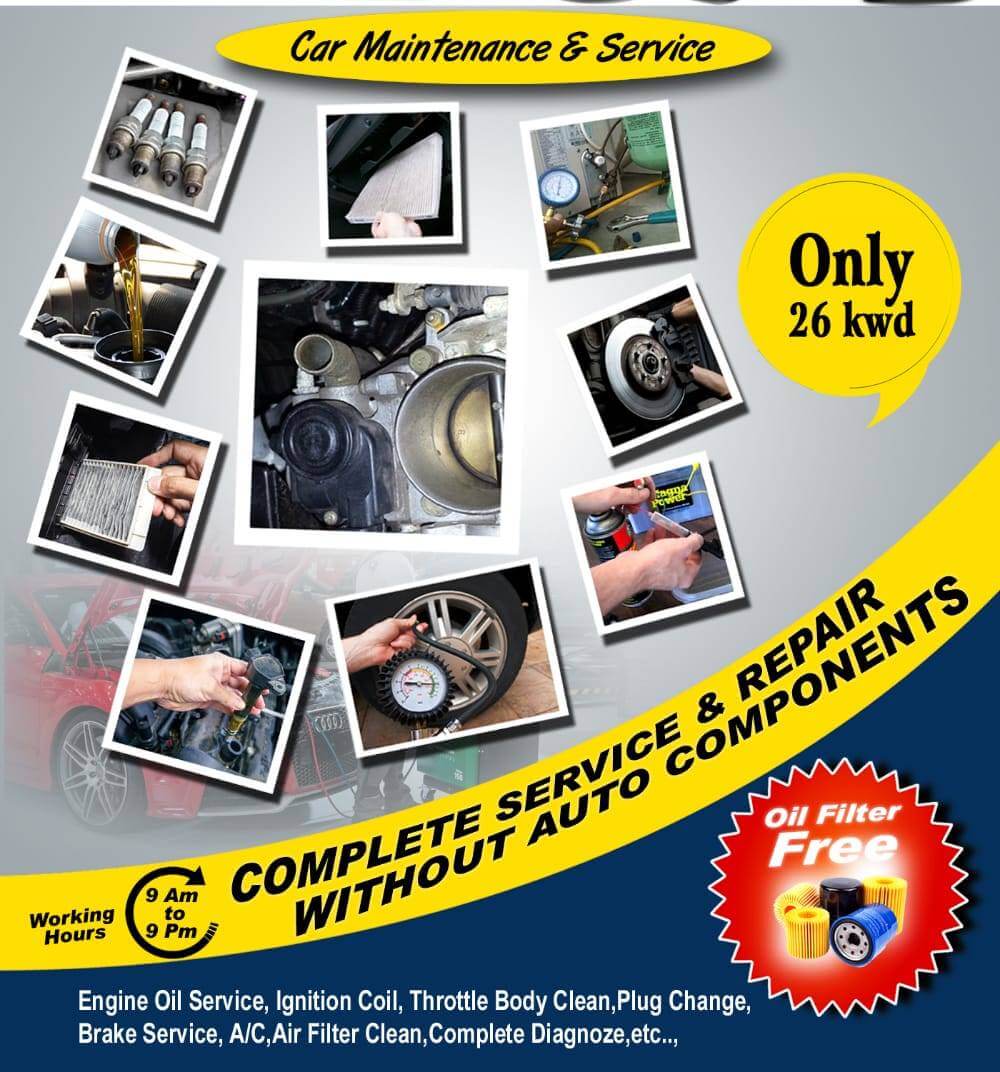 Car Maintenance & Service
Only
26 kwd
COMPLETE SERVICE & REPAIR
WITHOUT AUTO COMPONENTS
Working
Hours
9 Am
to
9 Pm
Oil Filter
Free
Engine Oil Service, Ignition Coil, Throttle Body Clean,Plug Change,
Brake Service, A/C,Air Filter Clean,Complete Diagnoze,etc..,